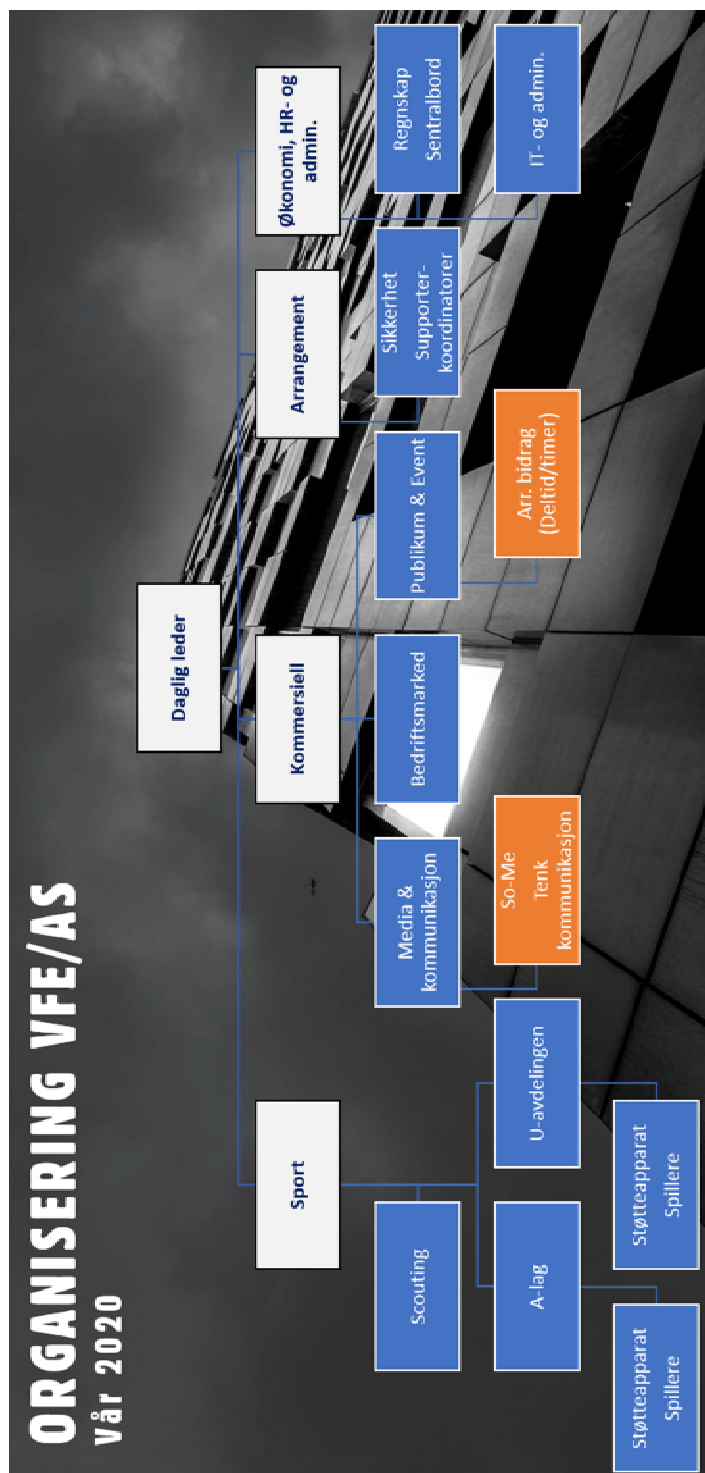 ORGANISERING VFE/AS
Vår 2020
Daglig leder
Sport
Kommersiell
Arrangement
Økonomi, HR- og
admin.
Scouting
Media &
kommunikasjon
Bedriftsmarked
Publikum & Event
Sikkerhet
Supporter-
koordinatorer
Regnskap
Sentralbord
A-lag
U-avdelingen
So-Me
Tenk
kommunikasjon
Arr. bidrag
(Deltid/timer)
IT- og admin.
Støtteapparat
Spillere
Støtteapparat
Spillere